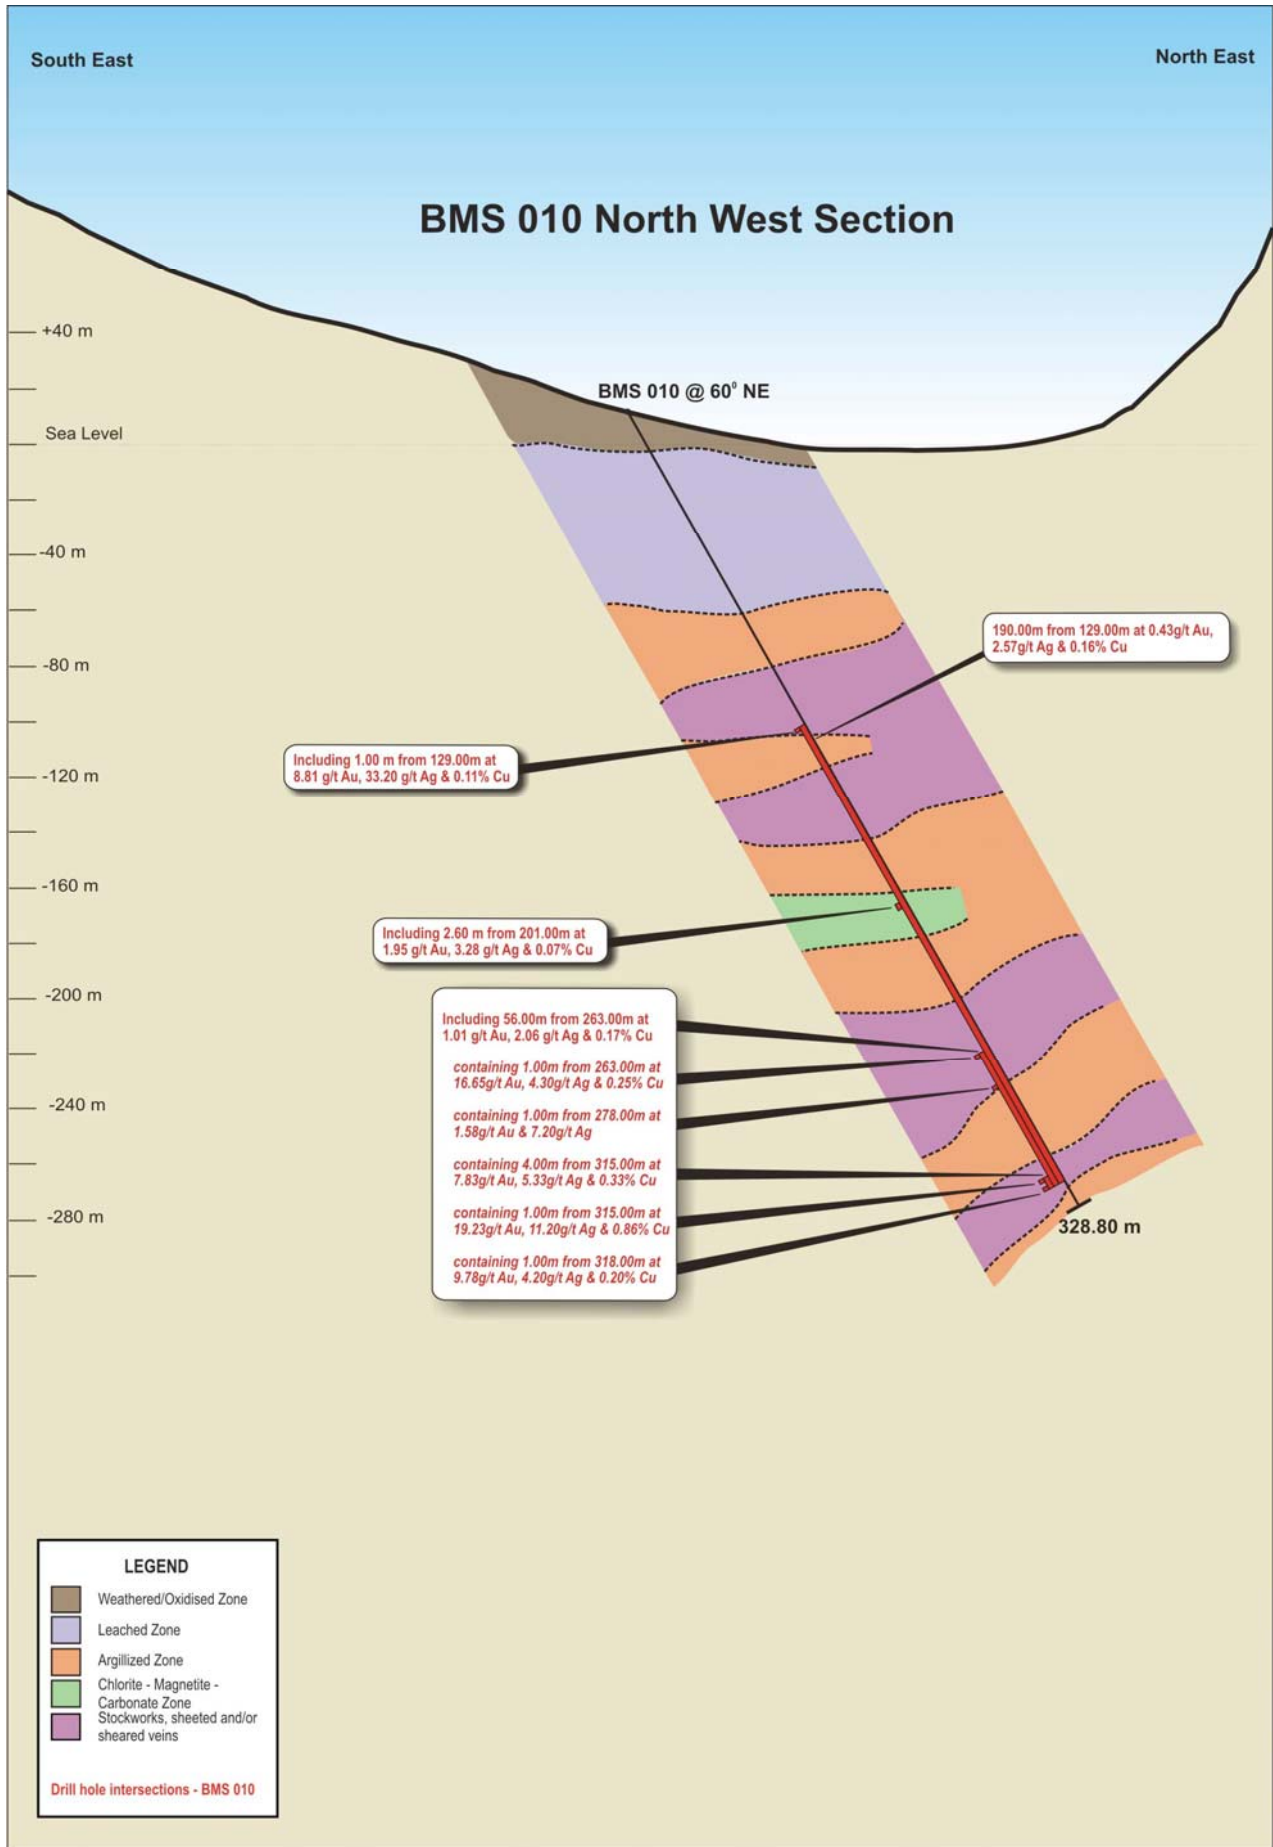 South East
North East
BMS 010 North West Section
+40 m
BMS 010 @ 60⁰ NE
Sea Level
-40 m
190.00m from 129.00m at 0.43g/t Au,
2.57g/t Ag & 0.16% Cu
-80 m
Including 1.00 m from 129.00m at
8.81 g/t Au, 33.20 g/t Ag & 0.11% Cu
-120 m
-160 m
Including 2.60 m from 201.00m at
1.95 g/t Au, 3.28 g/t Ag & 0.07% Cu
-200 m
Including 56.00m from 263.00m at
1.01 g/t Au, 2.06 g/t Ag & 0.17% Cu
containing 1.00m from 263.00m at
16.65g/t Au, 4.30g/t Ag & 0.25% Cu
-240 m
containing 1.00m from 278.00m at
1.58g/t Au & 7.20g/t Ag
containing 4.00m from 315.00m at
7.83g/t Au, 5.33g/t Ag & 0.33% Cu
containing 1.00m from 315.00m at
19.23g/t Au, 11.20g/t Ag & 0.86% Cu
containing 1.00m from 318.00m at
9.78g/t Au, 4.20g/t Ag & 0.20% Cu
-280 m
328.80 m
LEGEND
Weathered/Oxidised Zone
Leached Zone
Argillized Zone
Chlorite - Magnetite -
Carbonate Zone
Stockworks, sheeted and/or
sheared veins
Drill hole intersections - BMS 010